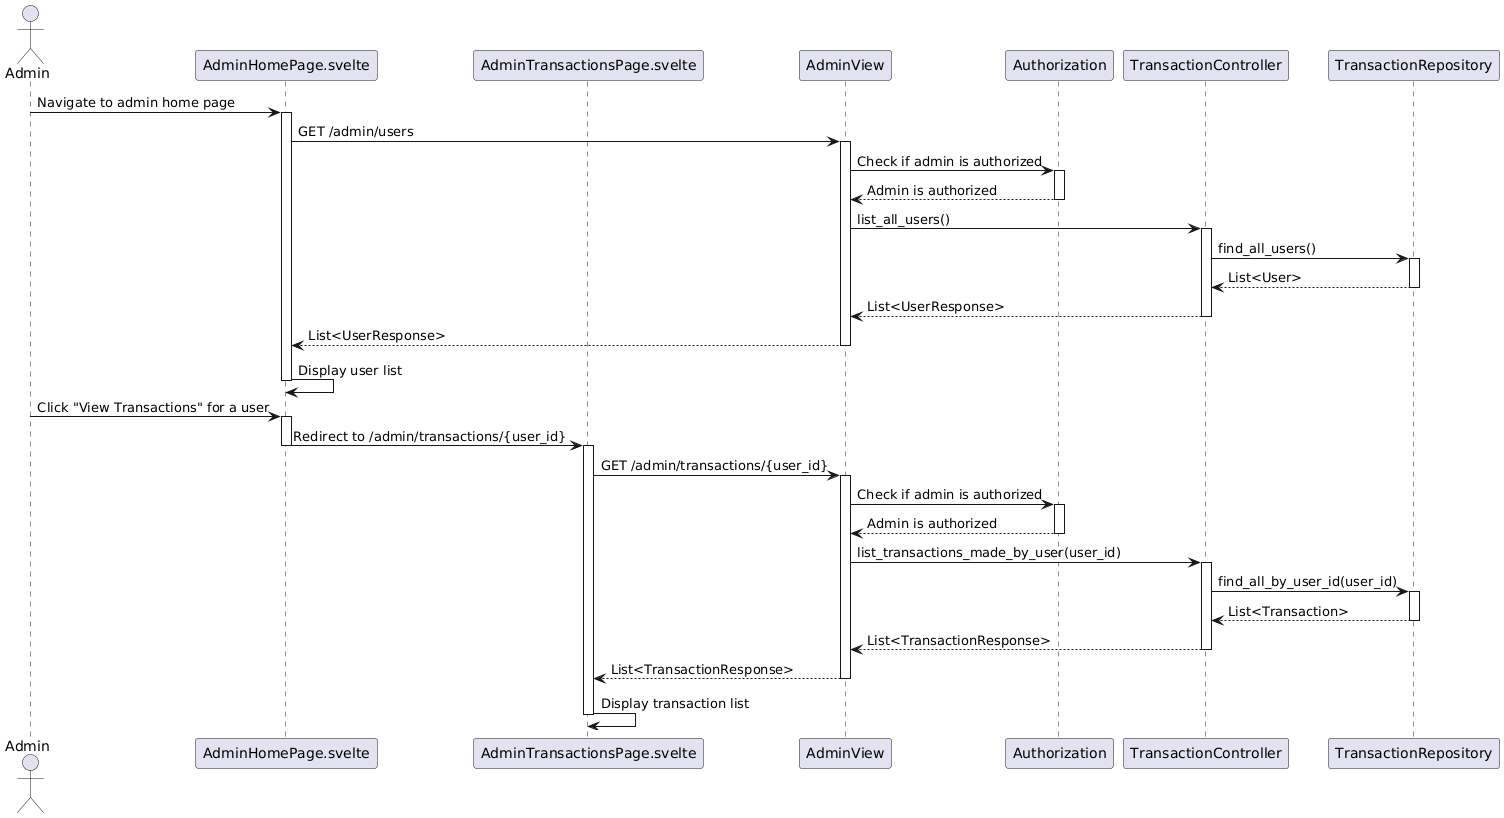 Admin
AdminHomePage.svelte
AdminTransactionsPage.svelte
AdminView
Authorization
TransactionController
TransactionRepository
Navigate to admin home page
GET /admin/users
Check if admin is authorized
Admin is authorized
list_all_users()
find_all_users()
List<User>
List<UserResponse>
List<UserResponse>
Display user list
Click "View Transactions" for a user
Redirect to /admin/transactions/{user_id}
GET /admin/transactions/{user_id}
Check if admin is authorized
Admin is authorized
list_transactions_made_by_user(user_id)
find_all_by_user_id(user_id)
List<Transaction>
List<TransactionResponse>
List<TransactionResponse>
Display transaction list
Admin
AdminHomePage.svelte
AdminTransactionsPage.svelte
AdminView
Authorization
TransactionController
TransactionRepository